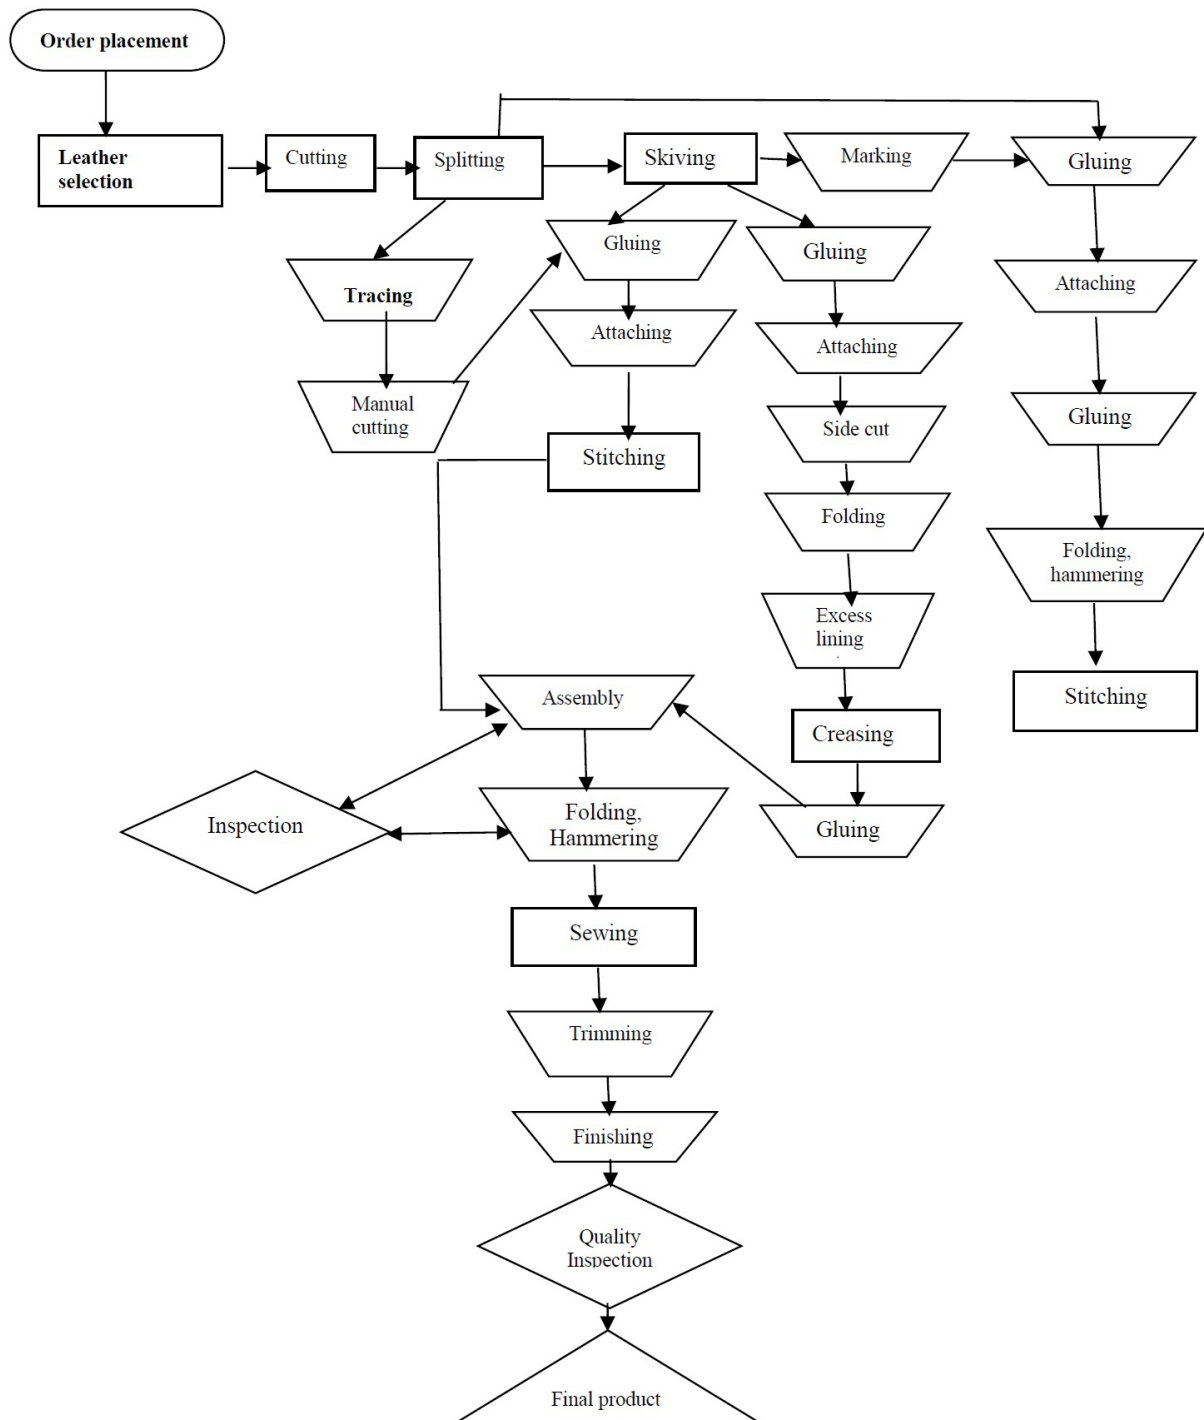 Order placement
Leather
selection
Cutting
Splitting
Skiving
Marking
Gluing
Tracing
Gluing
Gluing
Attaching
Manual
cutting
Attaching
Attaching
Gluing
Stitching
Side cut
Folding
Folding,
hammering
Excess
lining
Stitching
Assembly
Creasing
Inspection
Folding,
Hammering
Gluing
Sewing
Trimming
Finishing
Quality
Inspection
Final product